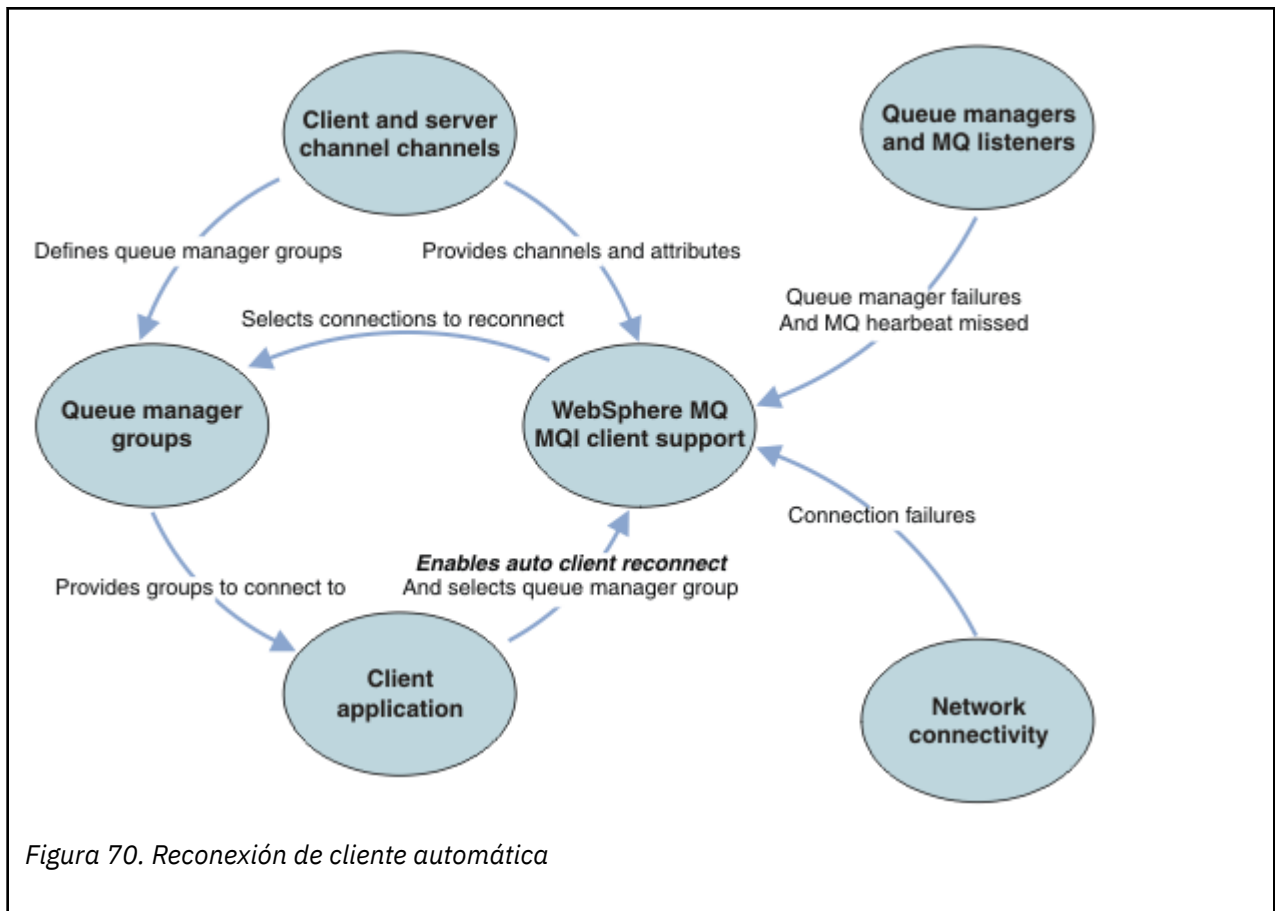 Client and server
channel channels
Queue managers
and MQ listeners
Defines queue manager groups
Provides channels and attributes
Queue manager failures
And MQ hearbeat missed
Selects connections to reconnect
Queue manager
groups
WebSphere MQ
MQI client support
Connection failures
Enables auto client reconnect
And selects queue manager group
Provides groups to connect to
Client
application
Network
connectivity
Figura 70. Reconexión de cliente automática